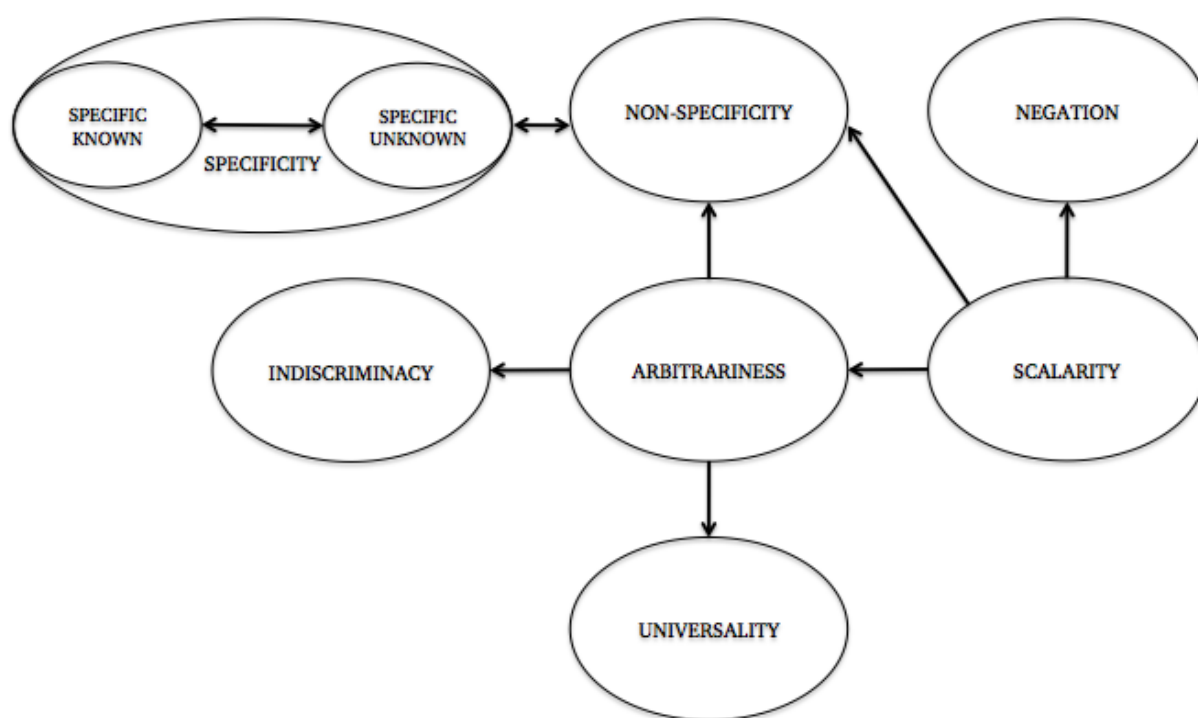 SPECIFIC
KNOWN
SPECIFIC
UNKNOWN
SPECIFICITY
NON-SPECIFICITY
NEGATION
INDISCRIMINACY
ARBITRARINESS
SCALARITY
UNIVERSALITY